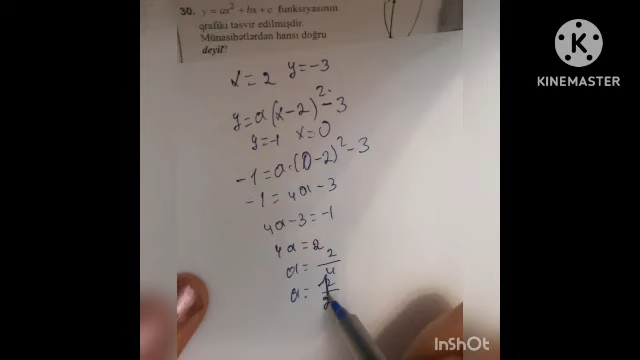 30. y = ax² + bx + c funksiyasının
qrafiki təsvir edilmişdir.
Münasibətlərdən hansı doğru
deyil?
x = 2 y = -3
y = a(x-2)² - 3
y = -1 x = 0
-1 = a·(0-2)² - 3
-1 = 4a - 3
4a - 3 = -1
4a = 2
a = 2/4
a = 1/2
KINEMASTER
InShOt